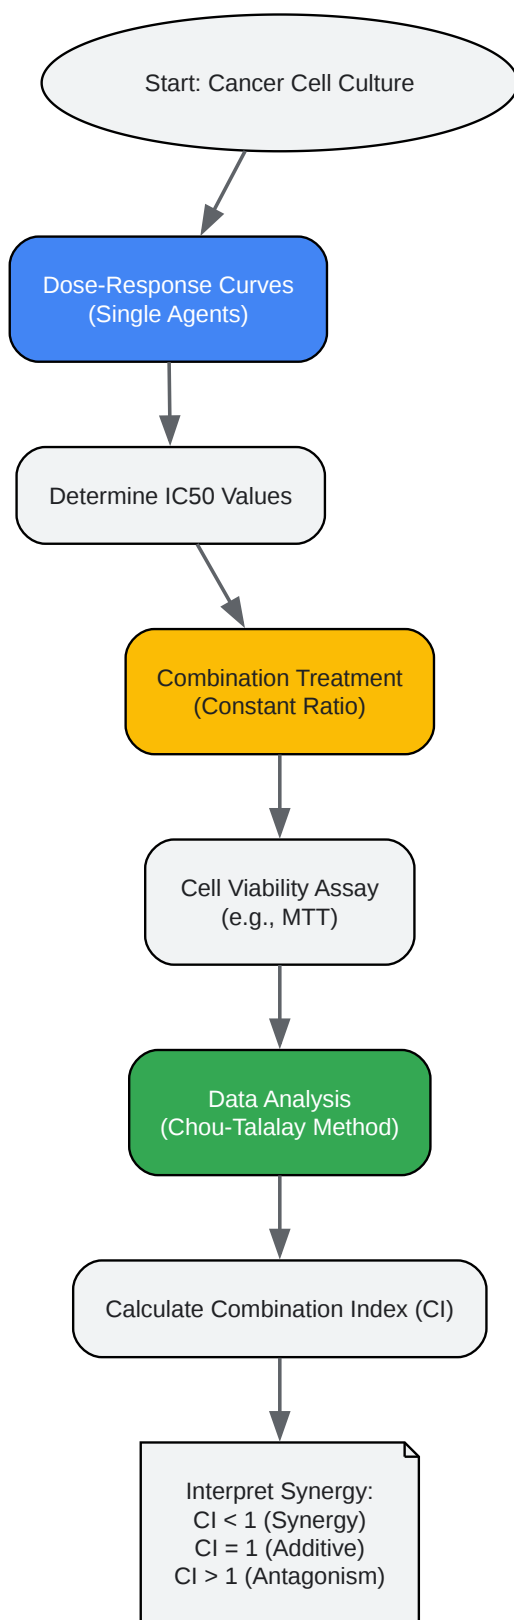 Start: Cancer Cell Culture
Dose-Response Curves
(Single Agents)
Determine IC50 Values
Combination Treatment
(Constant Ratio)
Cell Viability Assay
(e.g., MTT)
Data Analysis
(Chou-Talalay Method)
Calculate Combination Index (CI)
Interpret Synergy:
CI < 1 (Synergy)
CI = 1 (Additive)
CI > 1 (Antagonism)